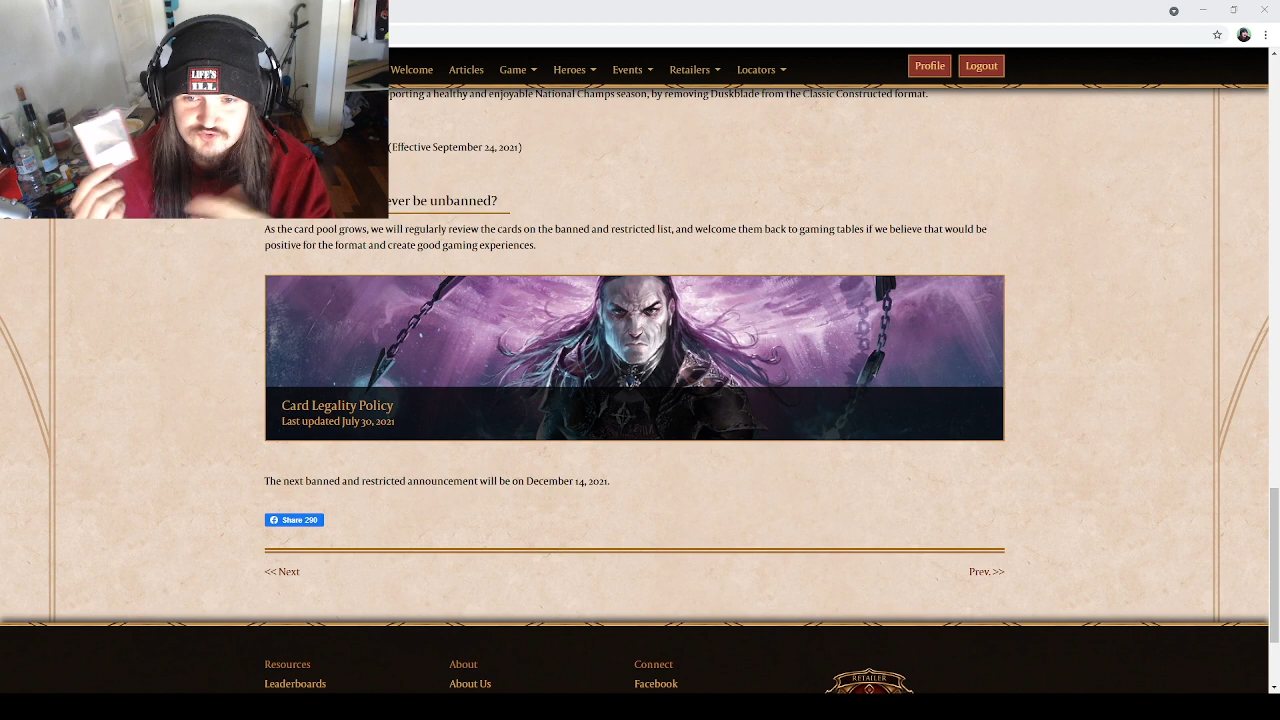 LIFE'S
ILL
Welcome Articles Game Heroes Events Retailers Locators Profile Logout
porting a healthy and enjoyable National Champs season, by removing Duskblade from the Classic Constructed format.
(Effective September 24, 2021)
ever be unbanned?
As the card pool grows, we will regularly review the cards on the banned and restricted list, and welcome them back to gaming tables if we believe that would be
positive for the format and create good gaming experiences.
Card Legality Policy
Last updated July 30, 2021
The next banned and restricted announcement will be on December 14, 2021.
Share 290
<< Next Prev. >>
Resources About Connect
Leaderboards About Us Facebook
RETAILER